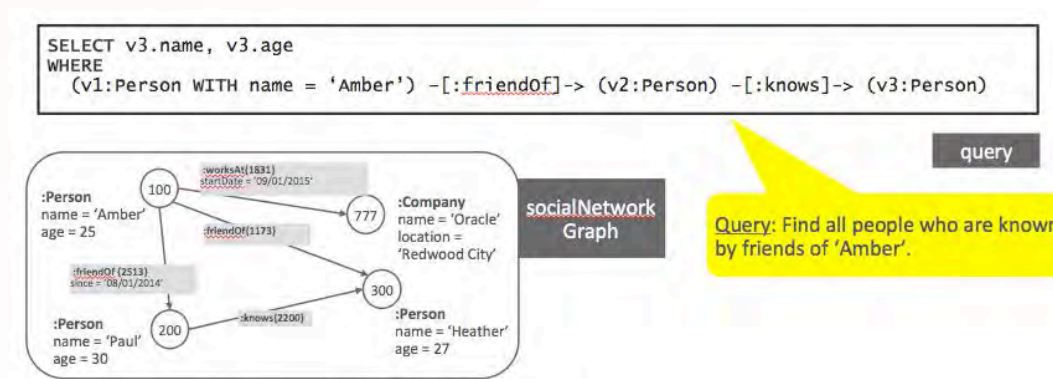 SELECT v3.name, v3.age
WHERE
(v1:Person WITH name = ‘Amber’) –[:friendOf]-> (v2:Person) –[:knows]-> (v3:Person)
query
:worksAt{1831}
startDate = ‘09/01/2015’
100
:Person
name = ‘Amber’
age = 25
777
:Company
name = ‘Oracle’
location =
‘Redwood City’
socialNetwork
Graph
Query: Find all people who are known
by friends of ‘Amber’.
:friendOf{1173}
:friendOf {2513}
since = ‘08/01/2014’
300
:Person
name = ‘Heather’
age = 27
:knows{2200}
200
:Person
name = ‘Paul’
age = 30